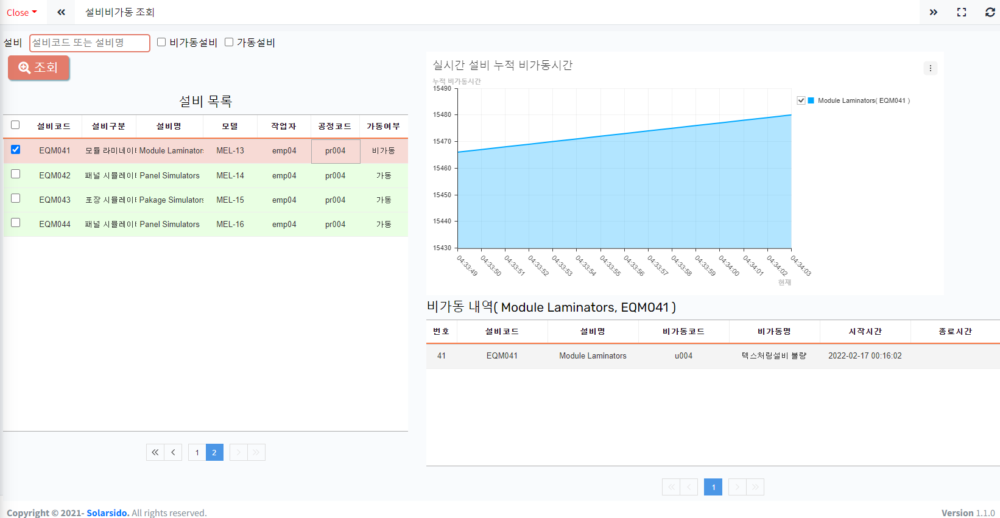 Close
설비비가동 조회
설비 설비코드 또는 설비명 비가동설비 가동설비
조회
설비 목록
설비코드 설비구분 설비명 모델 작업자 공정코드 가동여부
EQM041 모듈 라미네이터 Module Laminators MEL-13 emp04 pr004 비가동
EQM042 패널 시뮬레이터 Panel Simulators MEL-14 emp04 pr004 가동
EQM043 포장 시뮬레이터 Pakage Simulators MEL-15 emp04 pr004 가동
EQM044 패널 시뮬레이터 Panel Simulators MEL-16 emp04 pr004 가동
1 2
실시간 설비 누적 비가동시간
누적 비가동시간
15490
15480
15470
15460
15450
15440
15430
Module Laminators( EQM041 )
04:33:49 04:33:50 04:33:51 04:33:52 04:33:53 04:33:54 04:33:55 04:33:56 04:33:57 04:33:58 04:33:59 04:34:00 04:34:01 04:34:02 04:34:03
현재
비가동 내역( Module Laminators, EQM041 )
번호 설비코드 설비명 비가동코드 비가동명 시작시간 종료시간
41 EQM041 Module Laminators u004 텍스처링설비 불량 2022-02-17 00:16:02
1
Copyright © 2021- Solarsido. All rights reserved.
Version 1.1.0